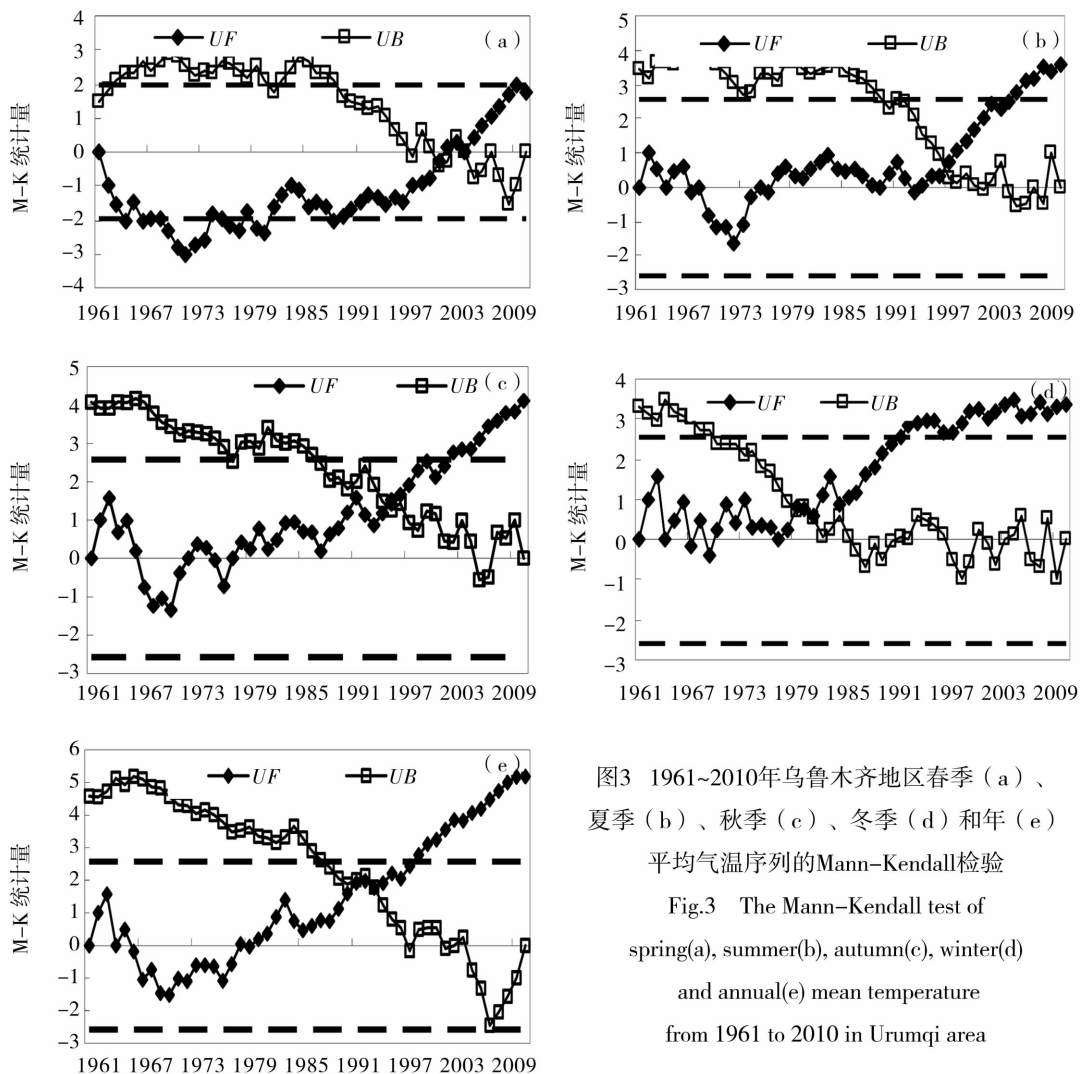 UF UB (a)
M-K 统计量
4
3
2
1
0
-1
-2
-3
-4
1961 1967 1973 1979 1985 1991 1997 2003 2009
UF UB (b)
M-K 统计量
5
4
3
2
1
0
-1
-2
-3
1961 1967 1973 1979 1985 1991 1997 2003 2009
UF UB (c)
M-K 统计量
5
4
3
2
1
0
-1
-2
-3
1961 1967 1973 1979 1985 1991 1997 2003 2009
UF UB (d)
M-K 统计量
4
3
2
1
0
-1
-2
-3
1961 1967 1973 1979 1985 1991 1997 2003 2009
UF UB (e)
M-K 统计量
6
5
4
3
2
1
0
-1
-2
-3
1961 1967 1973 1979 1985 1991 1997 2003 2009
图3 1961~2010年乌鲁木齐地区春季(a)、
夏季(b)、秋季(c)、冬季(d)和年(e)
平均气温序列的Mann-Kendall检验
Fig.3 The Mann-Kendall test of
spring(a), summer(b), autumn(c), winter(d)
and annual(e) mean temperature
from 1961 to 2010 in Urumqi area